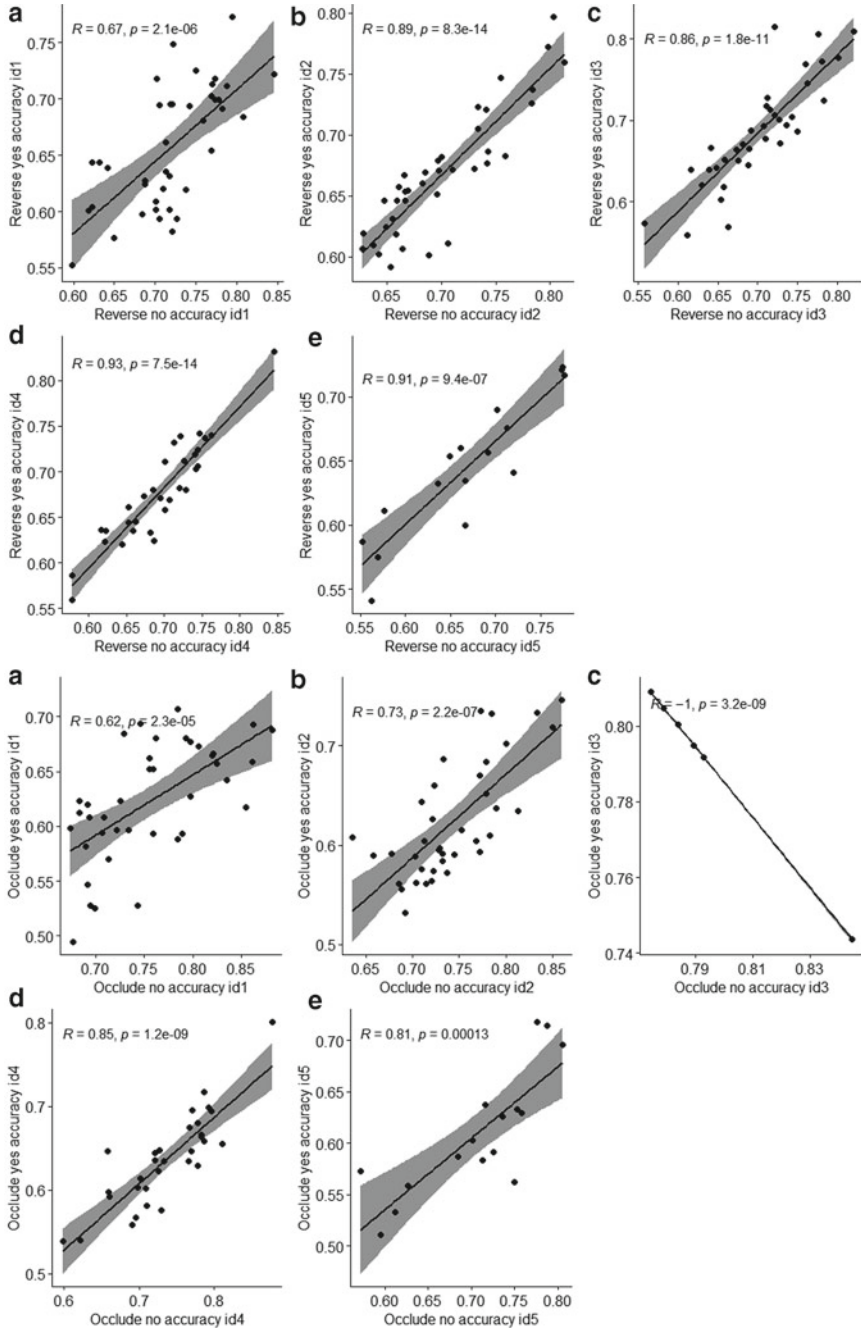 a
R = 0.67, p = 2.1e-06
Reverse yes accuracy id1
0.75
0.70
0.65
0.60
0.55
0.60 0.65 0.70 0.75 0.80 0.85
Reverse no accuracy id1
b
R = 0.89, p = 8.3e-14
Reverse yes accuracy id2
0.80
0.75
0.70
0.65
0.60
0.65 0.70 0.75 0.80
Reverse no accuracy id2
c
R = 0.86, p = 1.8e-11
Reverse yes accuracy id3
0.8
0.7
0.6
0.55 0.60 0.65 0.70 0.75 0.80
Reverse no accuracy id3
d
R = 0.93, p = 7.5e-14
Reverse yes accuracy id4
0.80
0.75
0.70
0.65
0.60
0.55
0.60 0.65 0.70 0.75 0.80 0.85
Reverse no accuracy id4
e
R = 0.91, p = 9.4e-07
Reverse yes accuracy id5
0.70
0.65
0.60
0.55
0.55 0.60 0.65 0.70 0.75
Reverse no accuracy id5
a
R = 0.62, p = 2.3e-05
Occlude yes accuracy id1
0.70
0.65
0.60
0.55
0.50
0.70 0.75 0.80 0.85
Occlude no accuracy id1
b
R = 0.73, p = 2.2e-07
Occlude yes accuracy id2
0.7
0.6
0.5
0.65 0.70 0.75 0.80 0.85
Occlude no accuracy id2
c
R = −1, p = 3.2e-09
Occlude yes accuracy id3
0.80
0.78
0.76
0.74
0.79 0.81 0.83
Occlude no accuracy id3
d
R = 0.85, p = 1.2e-09
Occlude yes accuracy id4
0.8
0.7
0.6
0.5
0.6 0.7 0.8
Occlude no accuracy id4
e
R = 0.81, p = 0.00013
Occlude yes accuracy id5
0.70
0.65
0.60
0.55
0.50
0.60 0.65 0.70 0.75 0.80
Occlude no accuracy id5